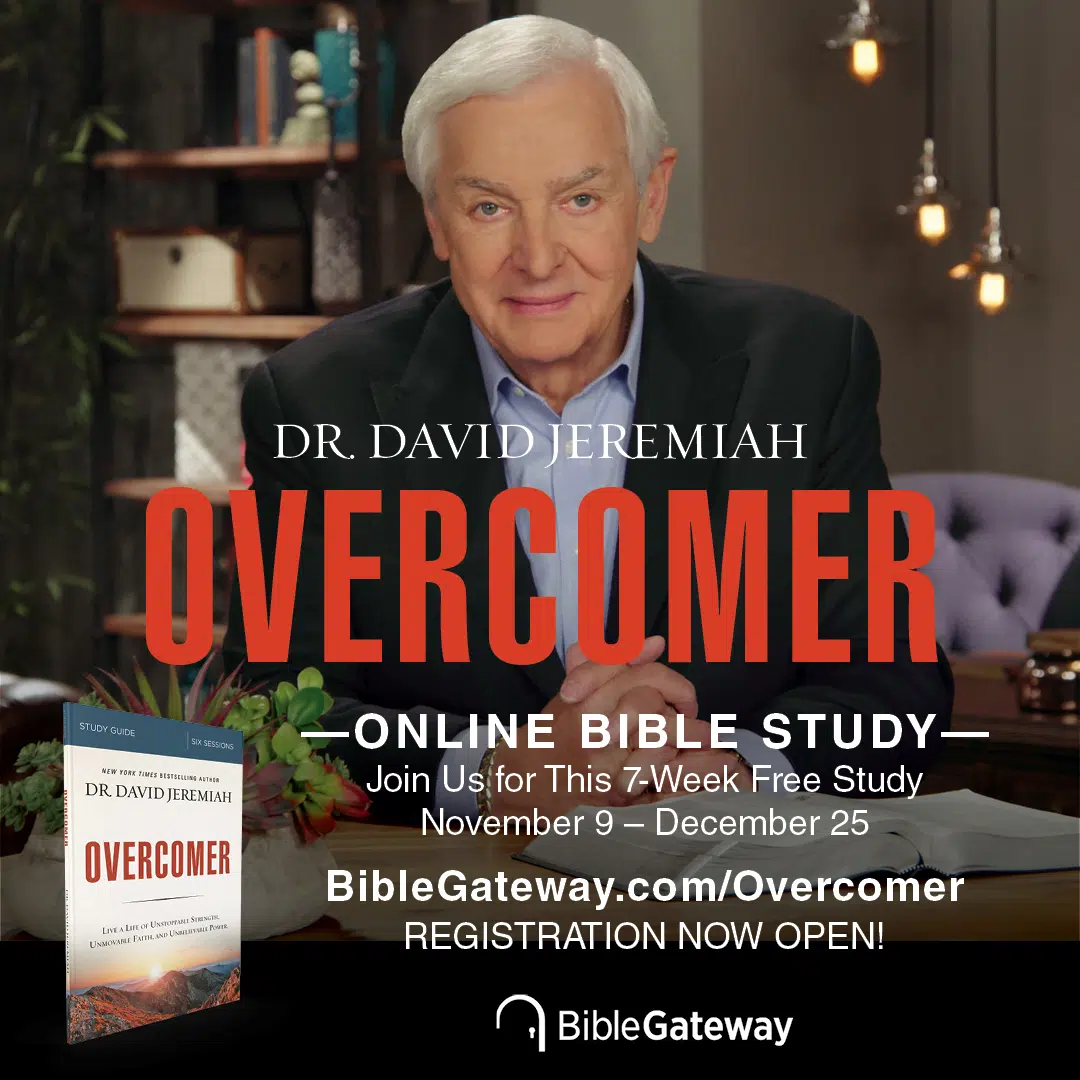 DR. DAVID JEREMIAH
OVERCOMER
—ONLINE BIBLE STUDY—
Join Us for This 7-Week Free Study
November 9 – December 25
BibleGateway.com/Overcomer
REGISTRATION NOW OPEN!
BibleGateway
STUDY GUIDE
SIX SESSIONS
NEW YORK TIMES BESTSELLING AUTHOR
DR. DAVID JEREMIAH
OVERCOMER
LIVE A LIFE OF UNSTOPPABLE STRENGTH,
UNMOVABLE FAITH, AND UNBELIEVABLE POWER
OVERCOMER